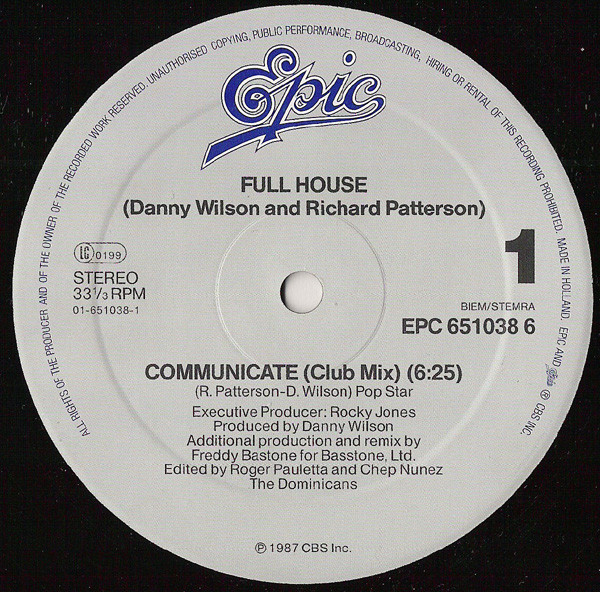 ALL RIGHTS OF THE PRODUCER AND OF THE OWNER OF THE RECORDED WORK RESERVED. UNAUTHORISED COPYING, PUBLIC PERFORMANCE, BROADCASTING, HIRING OR RENTAL OF THIS RECORDING PROHIBITED. MADE IN HOLLAND. EPIC AND Epic ® CBS INC.
Epic
FULL HOUSE
(Danny Wilson and Richard Patterson)
LC 0199
STEREO
33⅓ RPM
01-651038-1
1
BIEM/STEMRA
EPC 651038 6
COMMUNICATE (Club Mix) (6:25)
(R. Patterson-D. Wilson) Pop Star
Executive Producer: Rocky Jones
Produced by Danny Wilson
Additional production and remix by
Freddy Bastone for Basstone, Ltd.
Edited by Roger Pauletta and Chep Nunez
The Dominicans
℗ 1987 CBS Inc.